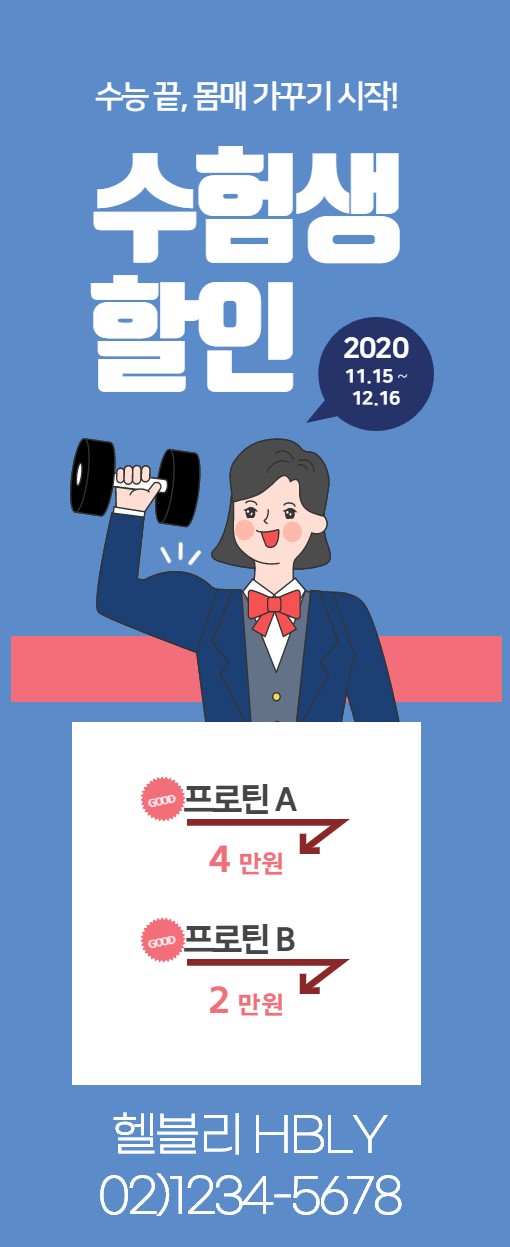 수능 끝, 몸매 가꾸기 시작!
수험생
할인
2020
11.15 ~
12.16
GOOD 프로틴 A
4 만원
GOOD 프로틴 B
2 만원
헬블리 HBLY
02)1234-5678